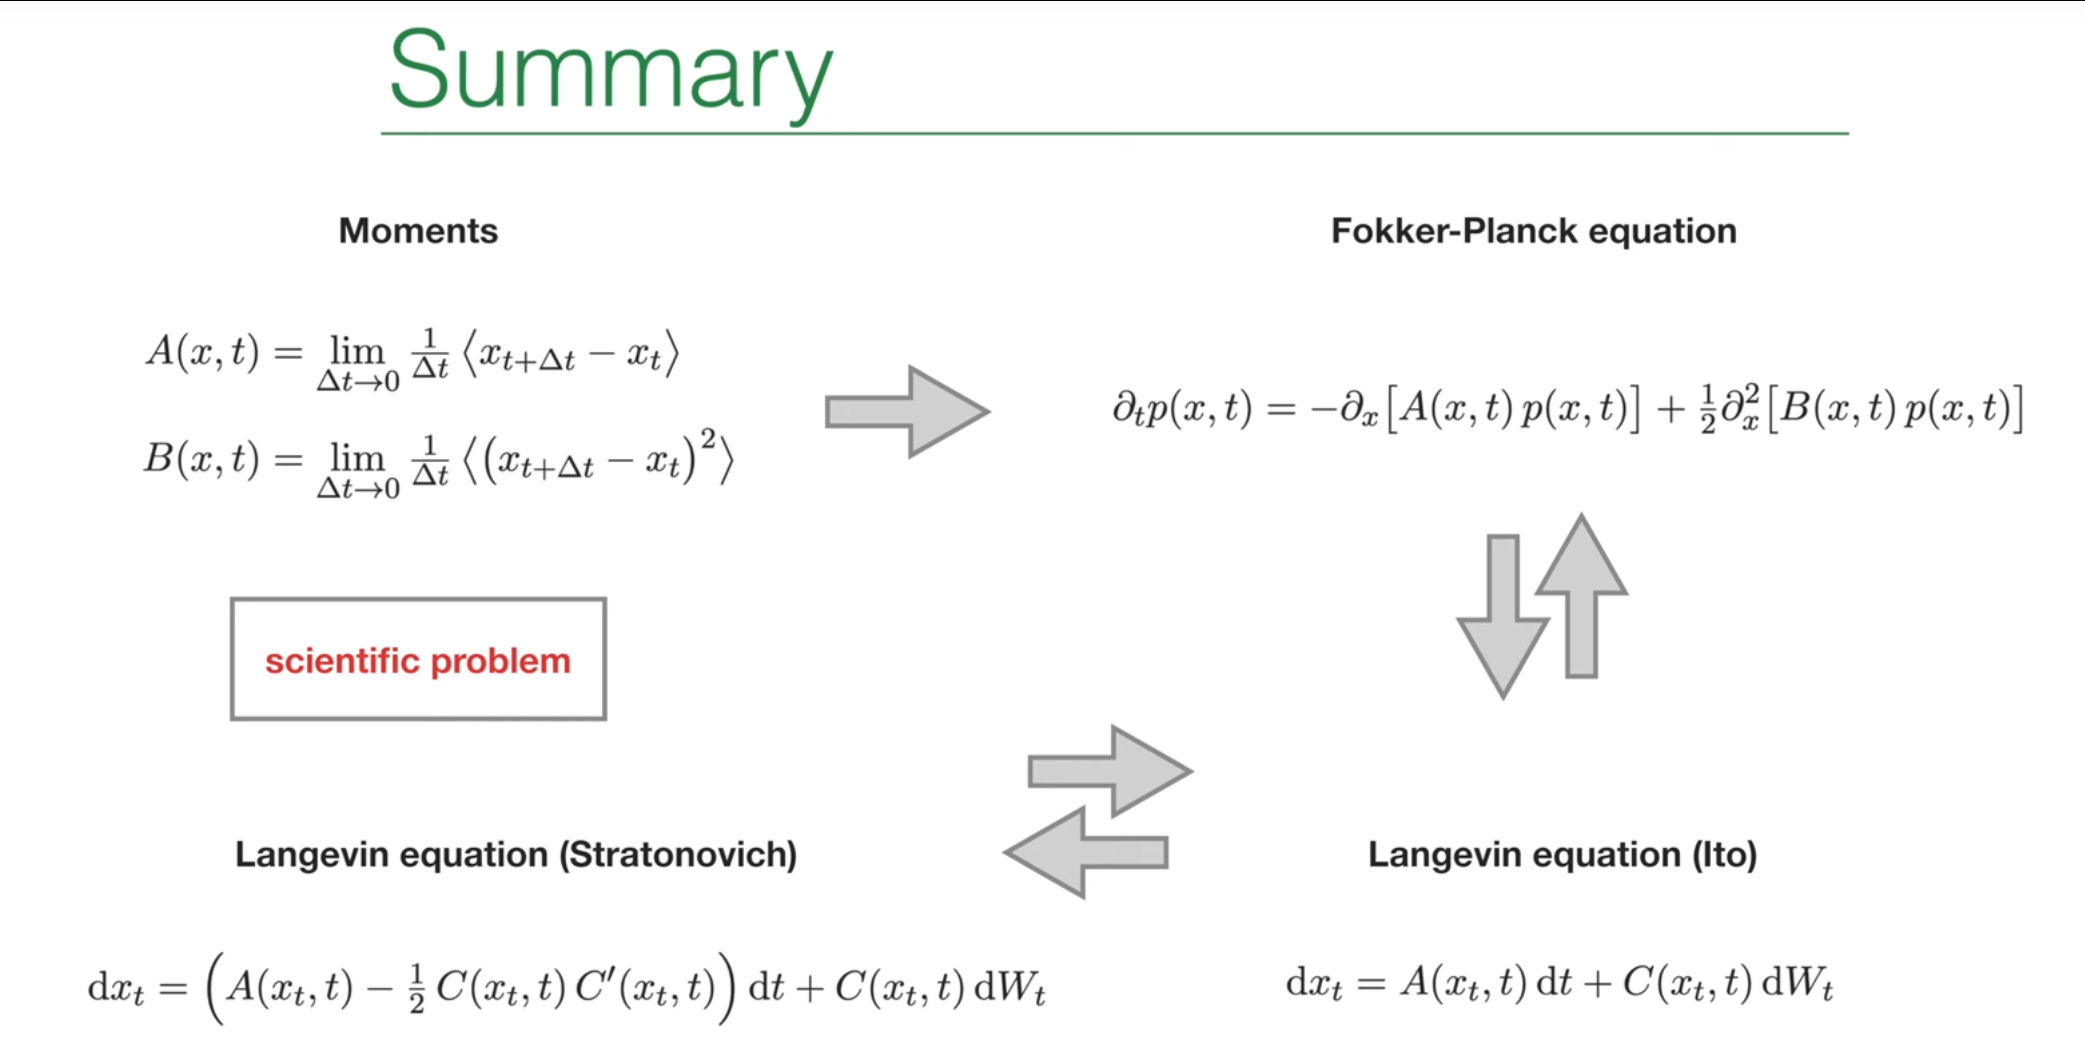 Summary
Moments
Fokker-Planck equation
$A(x,t) = \lim_{\Delta t \to 0} \frac{1}{\Delta t} \langle x_{t+\Delta t} - x_t \rangle$
$B(x,t) = \lim_{\Delta t \to 0} \frac{1}{\Delta t} \langle (x_{t+\Delta t} - x_t)^2 \rangle$
$\partial_t p(x,t) = -\partial_x [A(x,t) \, p(x,t)] + \frac{1}{2} \partial_x^2 [B(x,t) \, p(x,t)]$
scientific problem
Langevin equation (Stratonovich)
Langevin equation (Ito)
$\mathrm{d}x_t = \left( A(x_t,t) - \frac{1}{2} C(x_t,t) \, C'(x_t,t) \right) \mathrm{d}t + C(x_t,t) \, \mathrm{d}W_t$
$\mathrm{d}x_t = A(x_t,t) \, \mathrm{d}t + C(x_t,t) \, \mathrm{d}W_t$